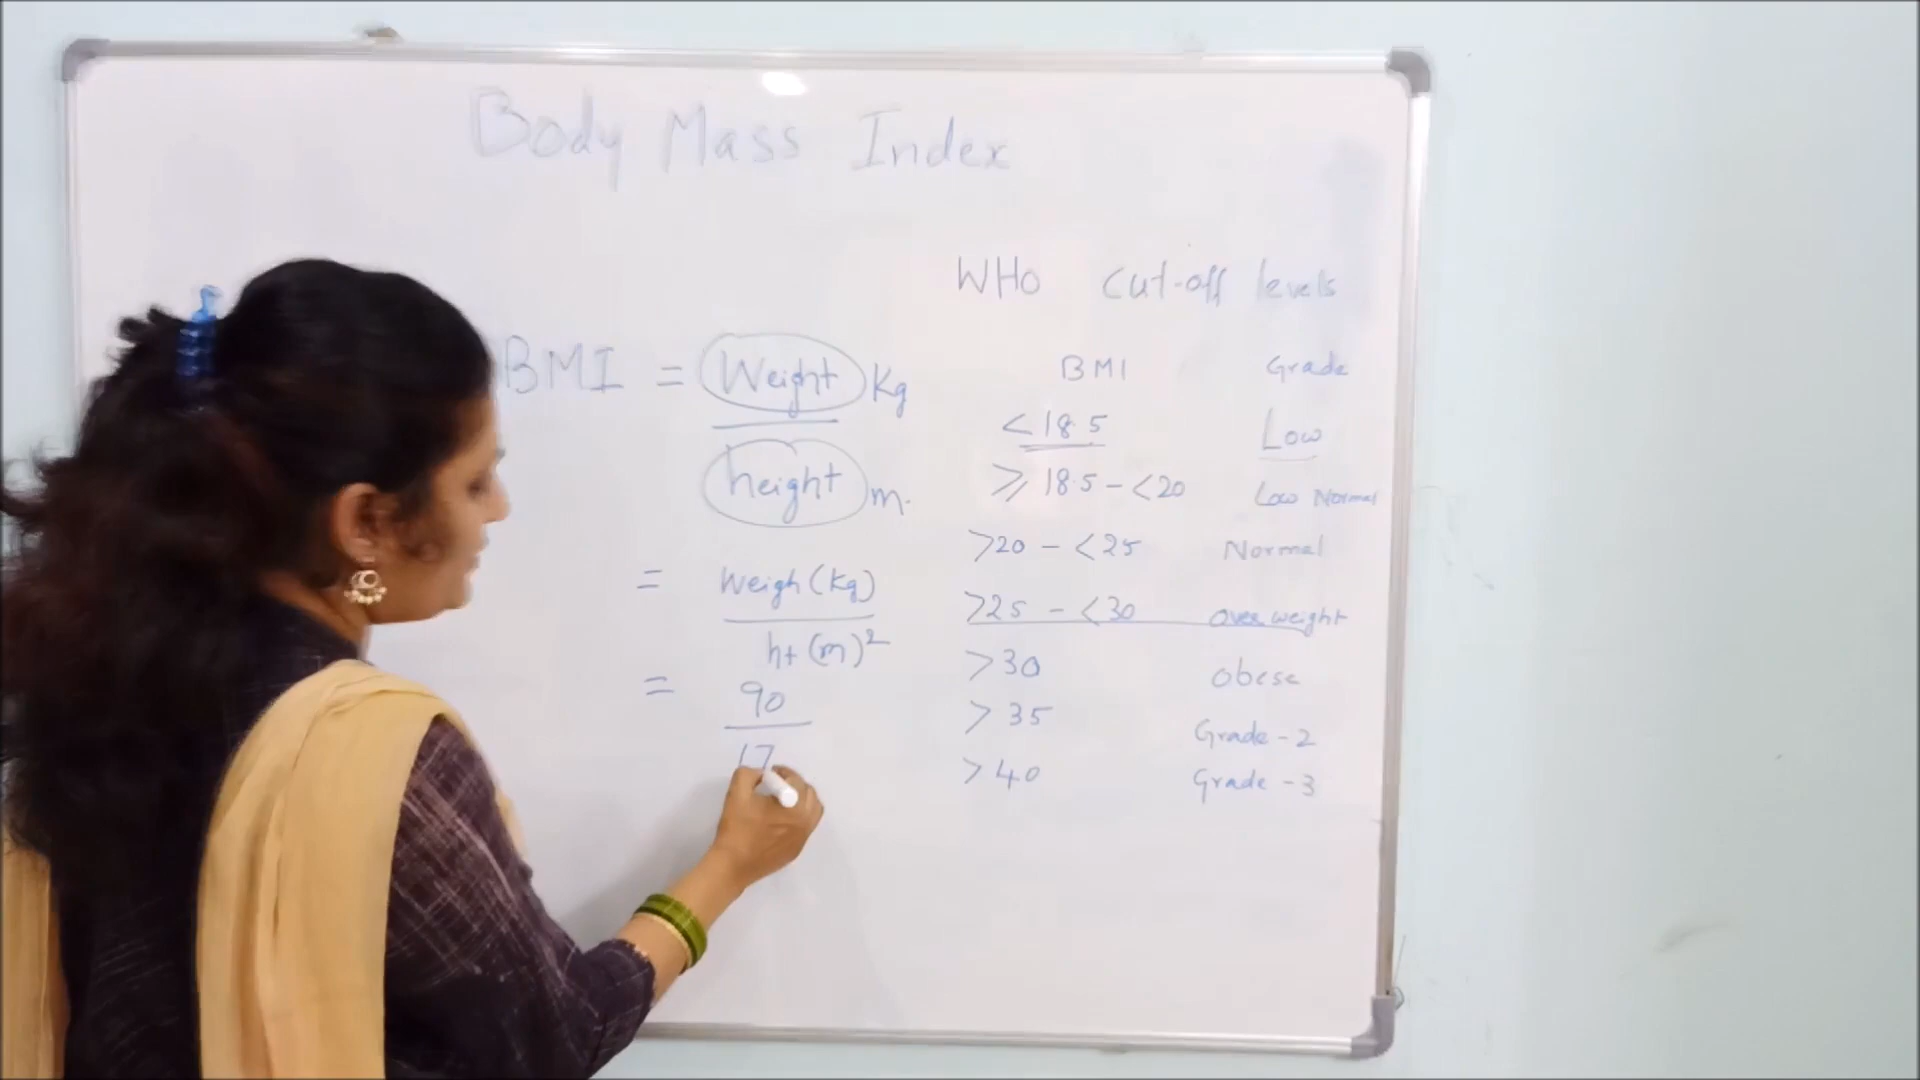 Body Mass Index
BMI = Weight Kg
height m.
= Weigh (Kg)
ht (m)2
= 90
17
WHO Cut-off levels
BMI Grade
<18.5 Low
≥ 18.5 - <20 Low Normal
>20 - <25 Normal
>25 - <30 Over weight
>30 Obese
> 35 Grade - 2
> 40 Grade - 3